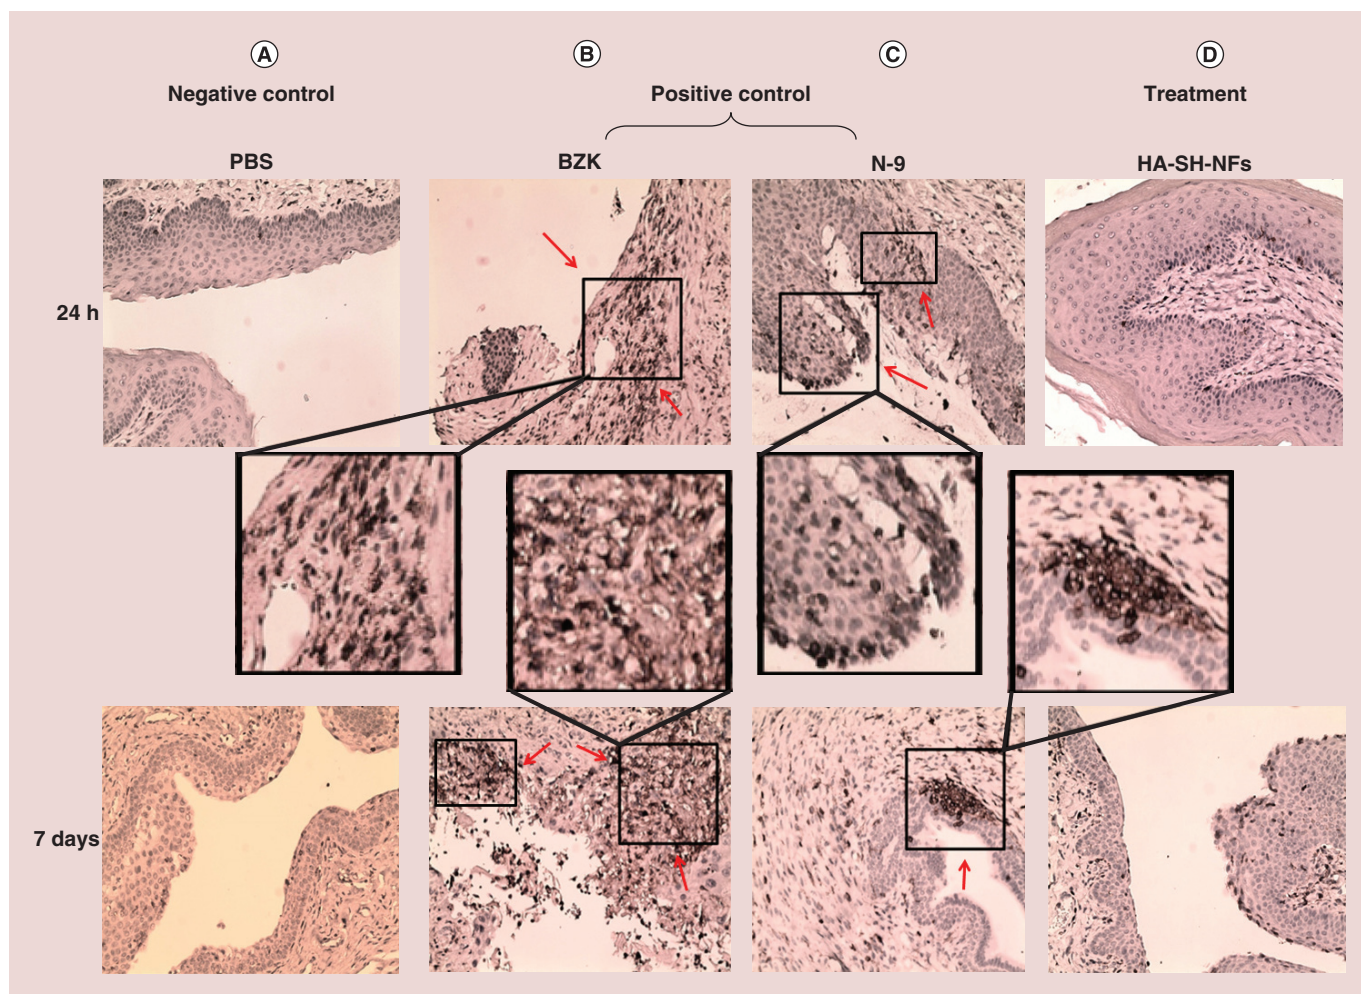 A B C D
Negative control Positive control Treatment
PBS BZK N-9 HA-SH-NFs
24 h
7 days